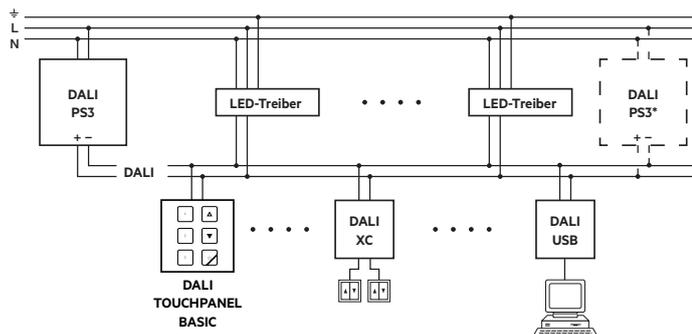 L
N
DALI
PS3
+ −
LED-Treiber
LED-Treiber
DALI
PS3*
+ −
DALI
DALI
XC
DALI
USB
DALI
TOUCHPANEL
BASIC